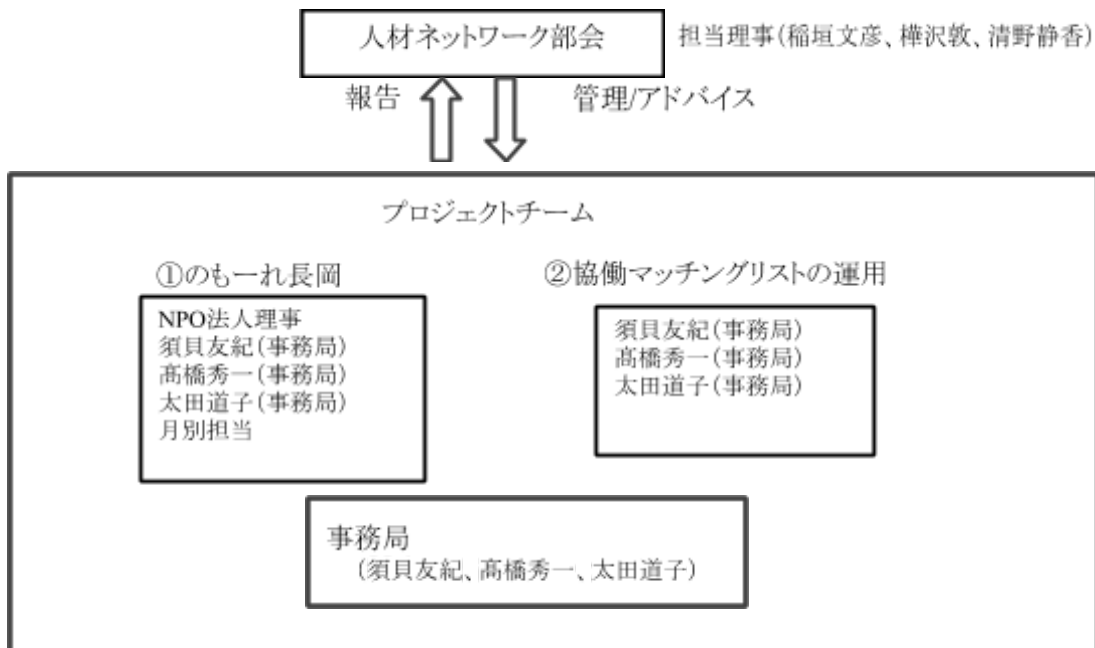 人材ネットワーク部会
担当理事(稲垣文彦、樺沢敦、清野静香)
報告
管理/アドバイス
プロジェクトチーム
①のもーれ長岡
NPO法人理事
須貝友紀(事務局)
髙橋秀一(事務局)
太田道子(事務局)
月別担当
②協働マッチングリストの運用
須貝友紀(事務局)
髙橋秀一(事務局)
太田道子(事務局)
事務局
(須貝友紀、髙橋秀一、太田道子)